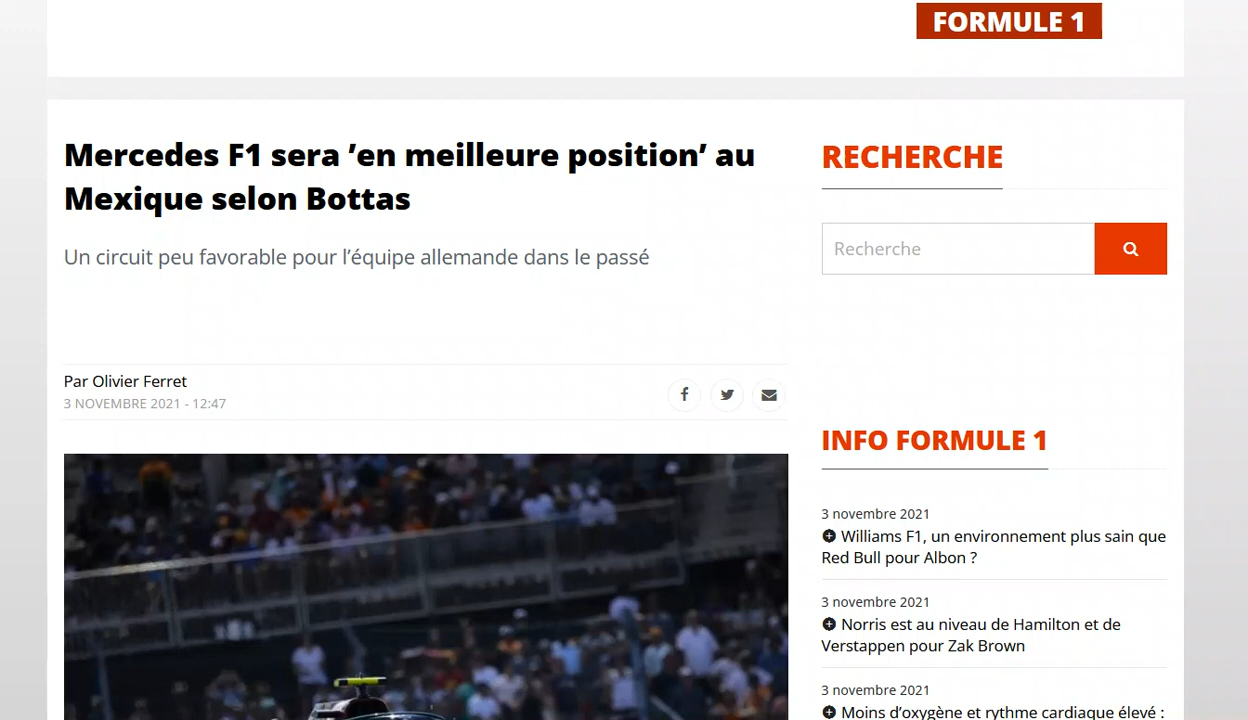 FORMULE 1
Mercedes F1 sera ’en meilleure position’ au
Mexique selon Bottas
Un circuit peu favorable pour l’équipe allemande dans le passé
Par Olivier Ferret
3 NOVEMBRE 2021 - 12:47
RECHERCHE
Recherche
INFO FORMULE 1
3 novembre 2021
Williams F1, un environnement plus sain que
Red Bull pour Albon ?
3 novembre 2021
Norris est au niveau de Hamilton et de
Verstappen pour Zak Brown
3 novembre 2021
Moins d’oxygène et rythme cardiaque élevé :